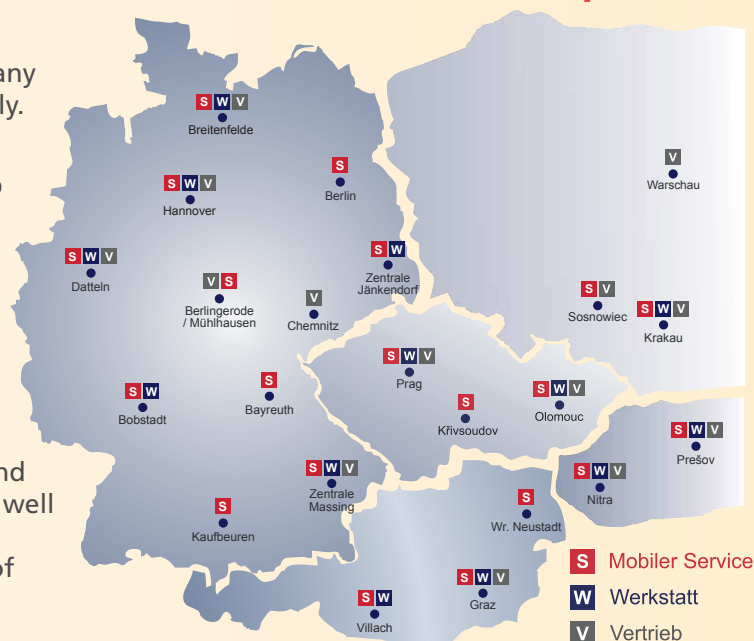 any
ly.
nd
well
of
S W V
Breitenfelde
S
Berlin
V
Warschau
S W V
Hannover
S W V
Datteln
S W
Zentrale
Jänkendorf
V S
Berlingerode
/ Mühlhausen
V
Chemnitz
S V
Sosnowiec
S W V
Krakau
S W V
Prag
S
Bayreuth
S W
Bobstadt
S
Křivsoudov
S W V
Olomouc
S W V
Prešov
S W V
Zentrale
Massing
S W V
Nitra
S
Kaufbeuren
S
Wr. Neustadt
S W V
Graz
S W
Villach
S Mobiler Service
W Werkstatt
V Vertrieb